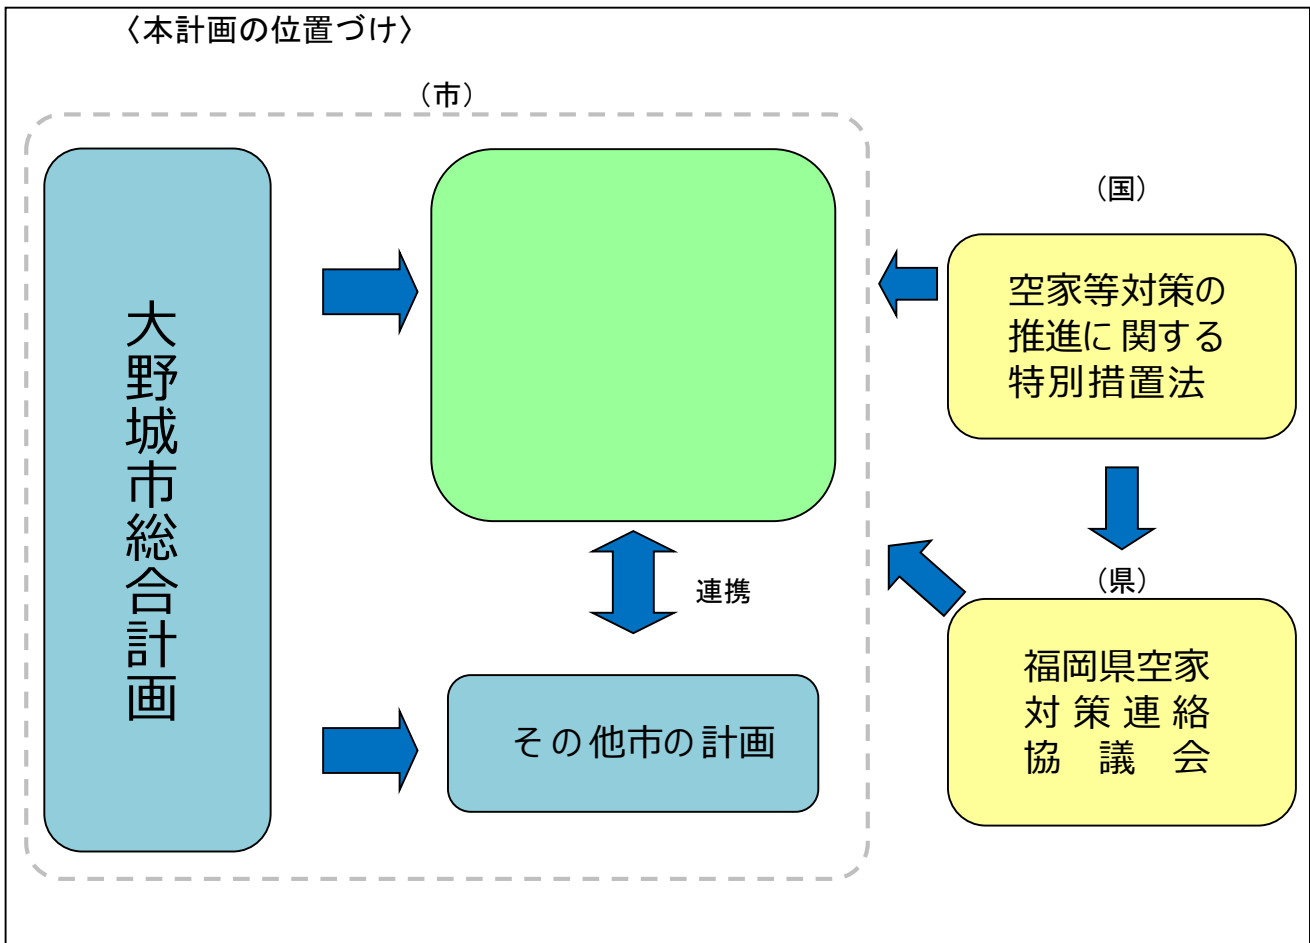 〈本計画の位置づけ〉
（市）
大野城市総合計画
連携
その他市の計画
（国）
空家等対策の
推進に関する
特別措置法
（県）
福岡県空家
対策連絡
協議会